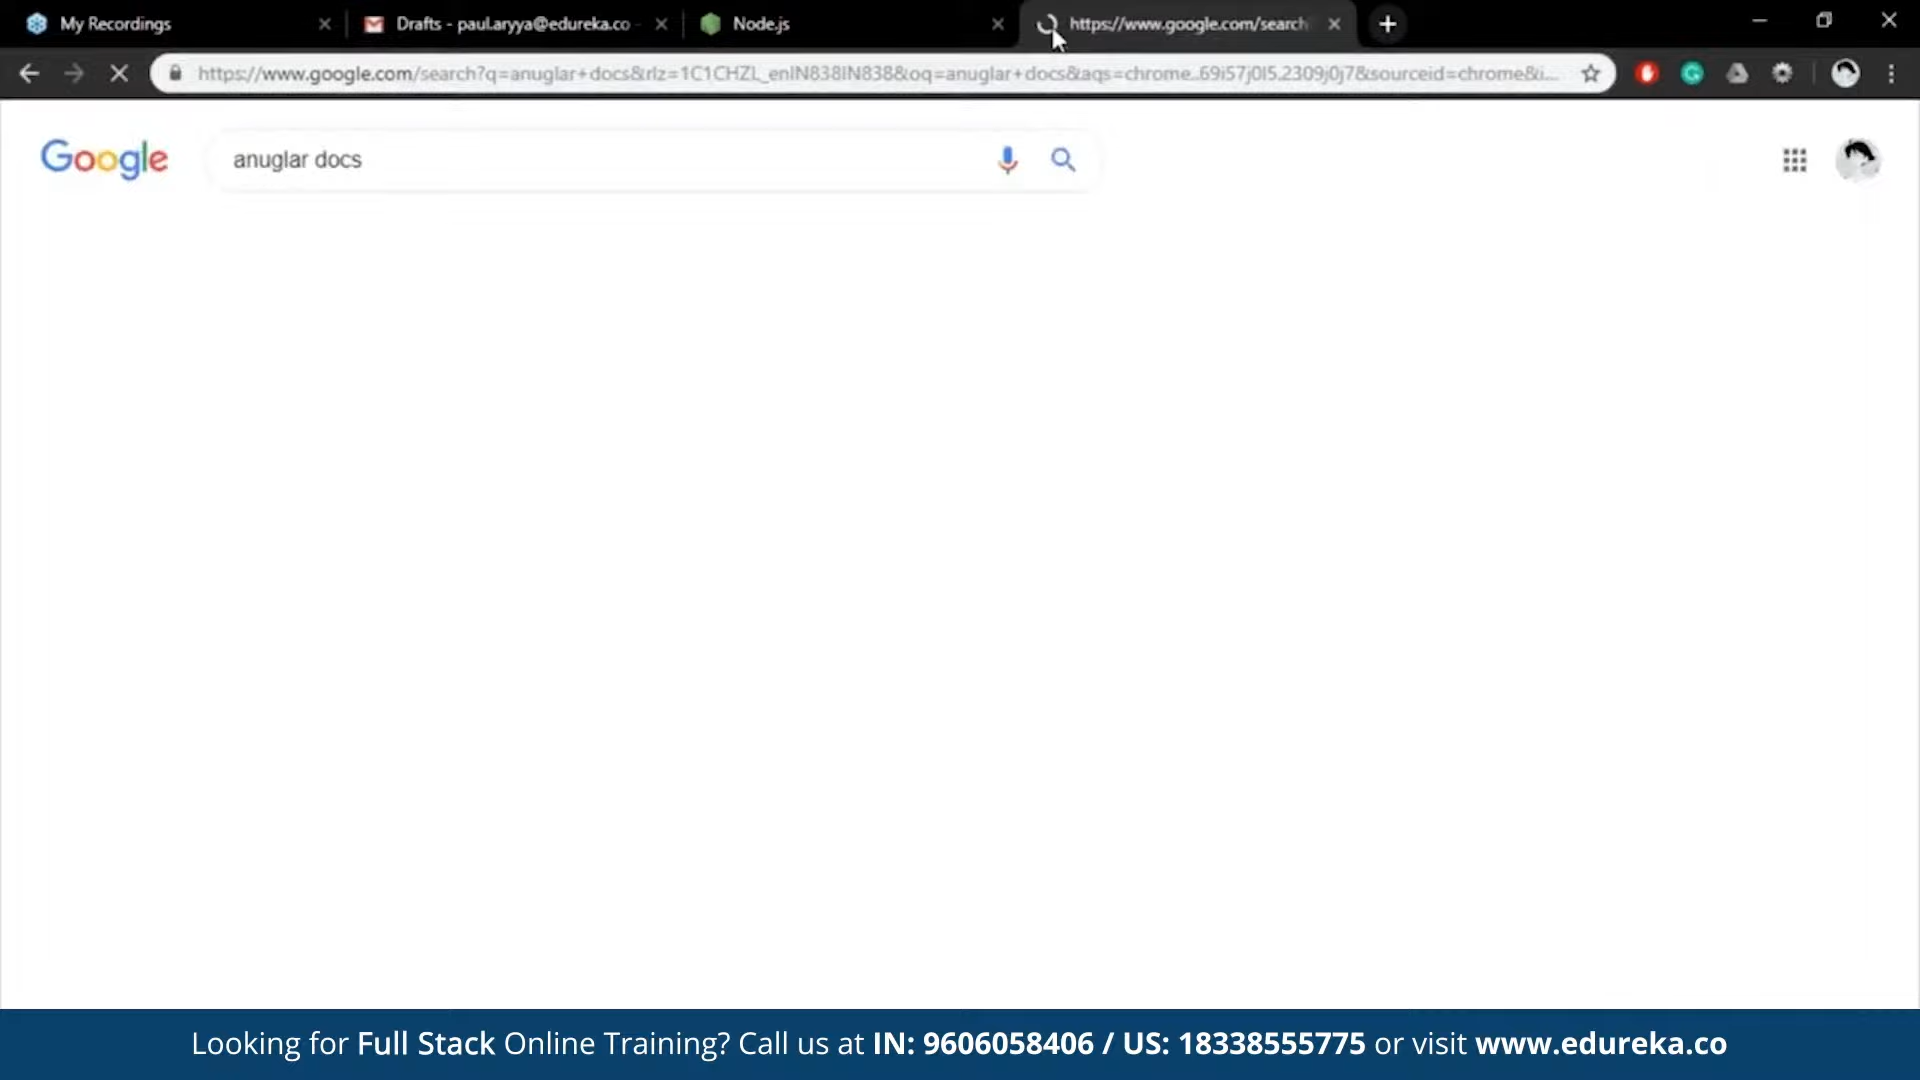 My Recordings
Drafts - paul.aryya@edureka.co -
Node.js
https://www.google.com/search
https://www.google.com/search?q=anuglar+docs&rlz=1C1CHZL_enIN838IN838&oq=anuglar+docs&aqs=chrome..69i57j0l5.2309j0j7&sourceid=chrome&i...
Google
anuglar docs
Looking for Full Stack Online Training? Call us at IN: 9606058406 / US: 18338555775 or visit www.edureka.co